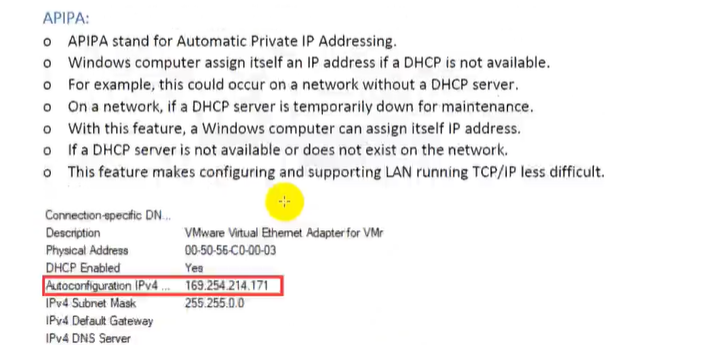 APIPA:
o APIPA stand for Automatic Private IP Addressing.
o Windows computer assign itself an IP address if a DHCP is not available.
o For example, this could occur on a network without a DHCP server.
o On a network, if a DHCP server is temporarily down for maintenance.
o With this feature, a Windows computer can assign itself IP address.
o If a DHCP server is not available or does not exist on the network.
o This feature makes configuring and supporting LAN running TCP/IP less difficult.
Connection-specific DN...
Description VMware Virtual Ethernet Adapter for VMr
Physical Address 00-50-56-C0-00-03
DHCP Enabled Yes
Autoconfiguration IPv4 ... 169.254.214.171
IPv4 Subnet Mask 255.255.0.0
IPv4 Default Gateway
IPv4 DNS Server